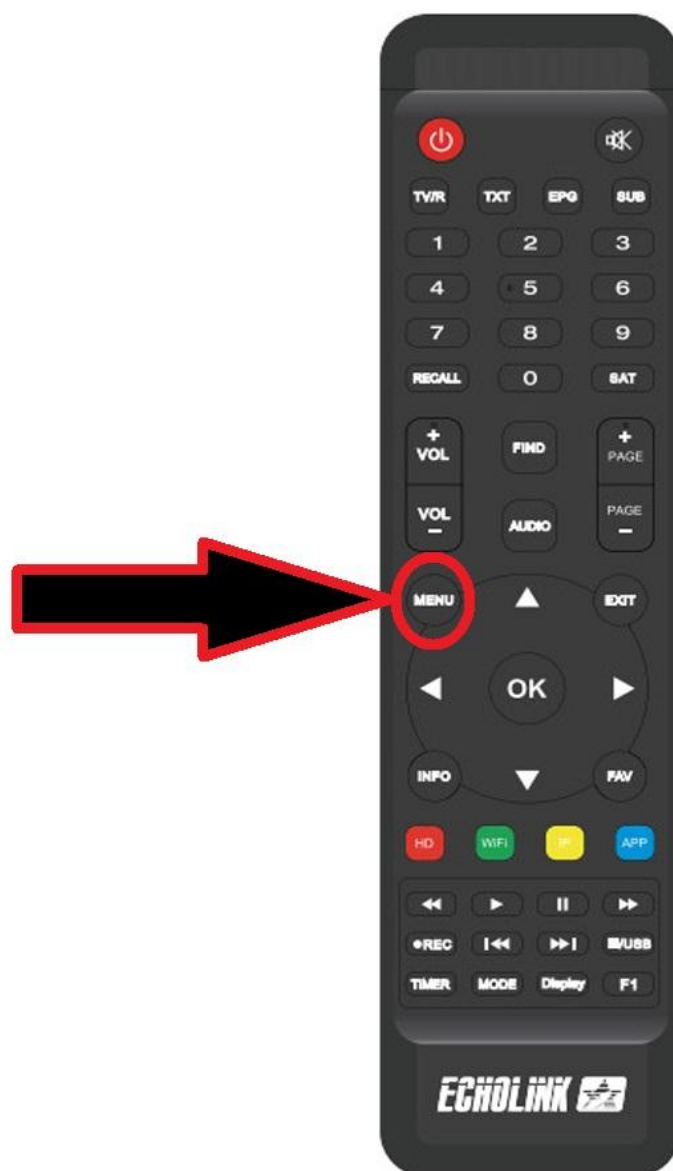 TV/R TXT EPG SUB
1 2 3
4 5 6
7 8 9
RECALL 0 SAT
+ FIND +
VOL PAGE
VOL AUDIO PAGE
− −
MENU EXIT
OK
INFO FAV
HD WiFi IP APP
REC /USB
TIMER MODE Display F1
ECHOLINK